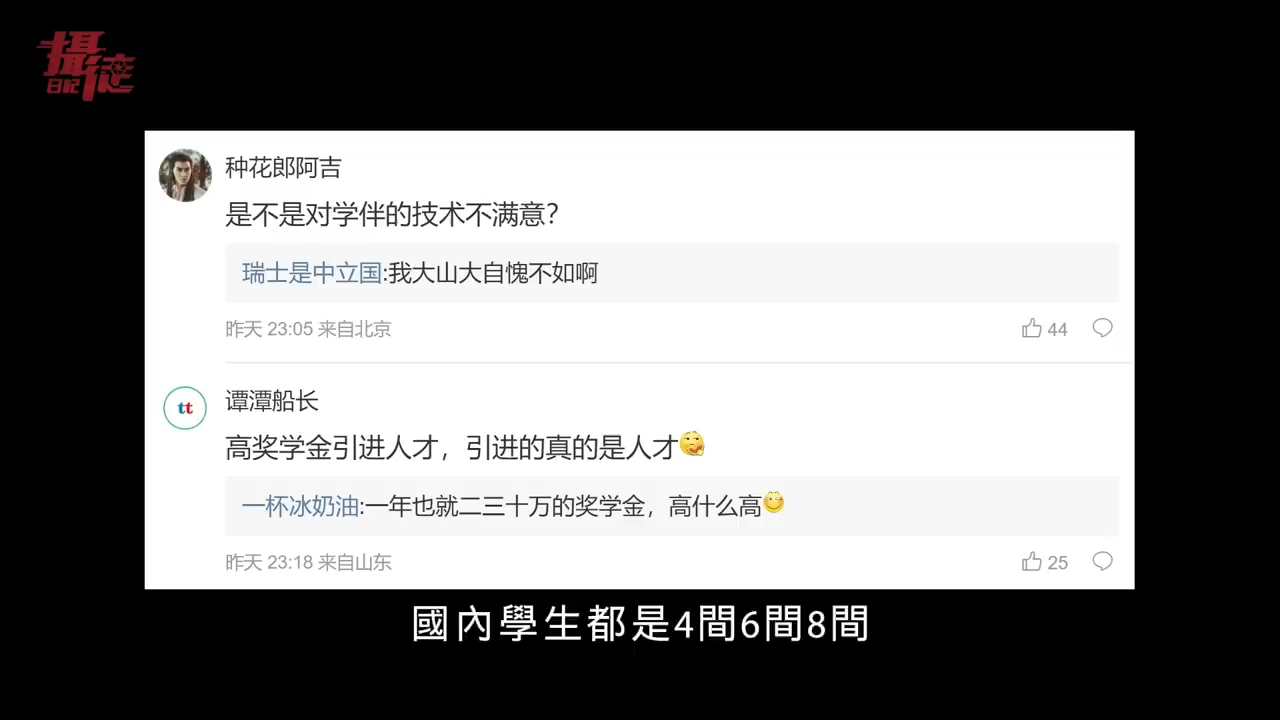 攝徒
日記
种花郎阿吉
是不是对学伴的技术不满意?
瑞士是中立国:我大山大自愧不如啊
昨天 23:05 来自北京
44
tt
谭潭船长
高奖学金引进人才，引进的真的是人才
一杯冰奶油:一年也就二三十万的奖学金，高什么高
昨天 23:18 来自山东
25
國內學生都是4間6間8間